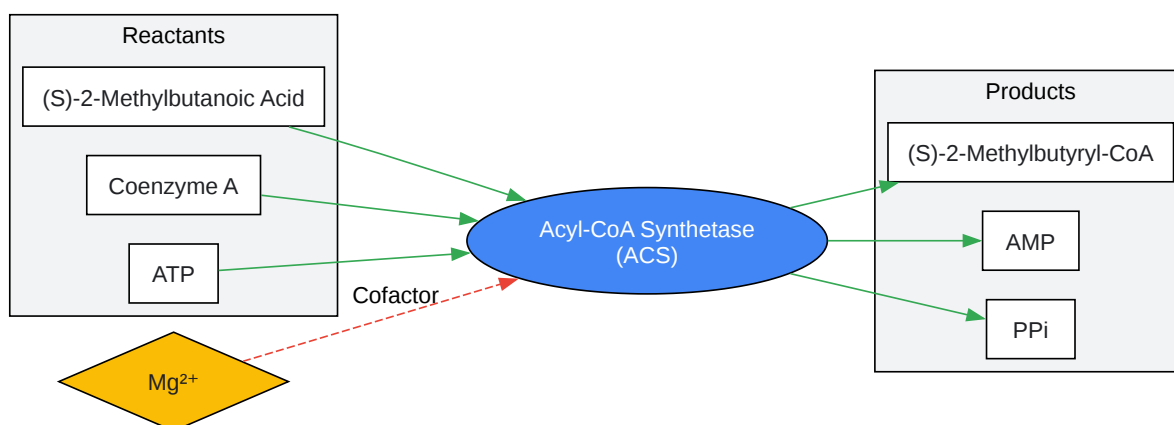 Reactants
(S)-2-Methylbutanoic Acid
Coenzyme A
ATP
Mg²⁺
Cofactor
Acyl-CoA Synthetase
(ACS)
Products
(S)-2-Methylbutyryl-CoA
AMP
PPi